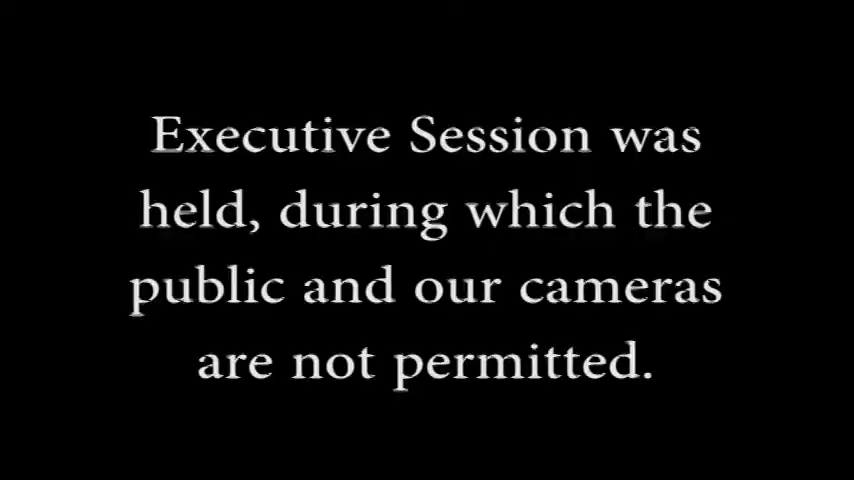 Executive Session was
held, during which the
public and our cameras
are not permitted.